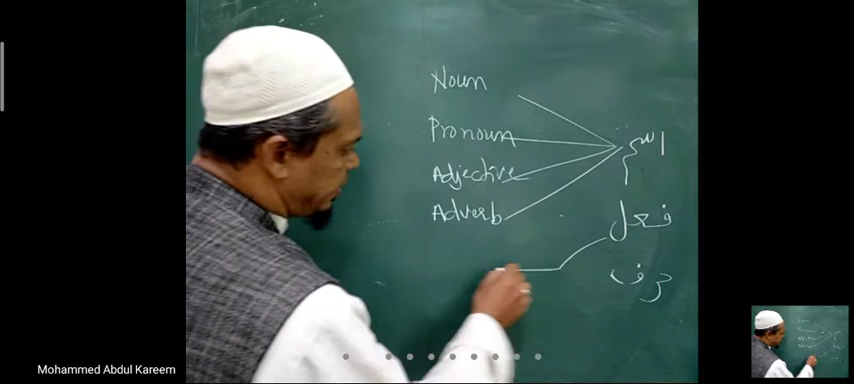 Noun
Pronoun
Adjective
Adverb
اسم
فعل
حرف
Mohammed Abdul Kareem